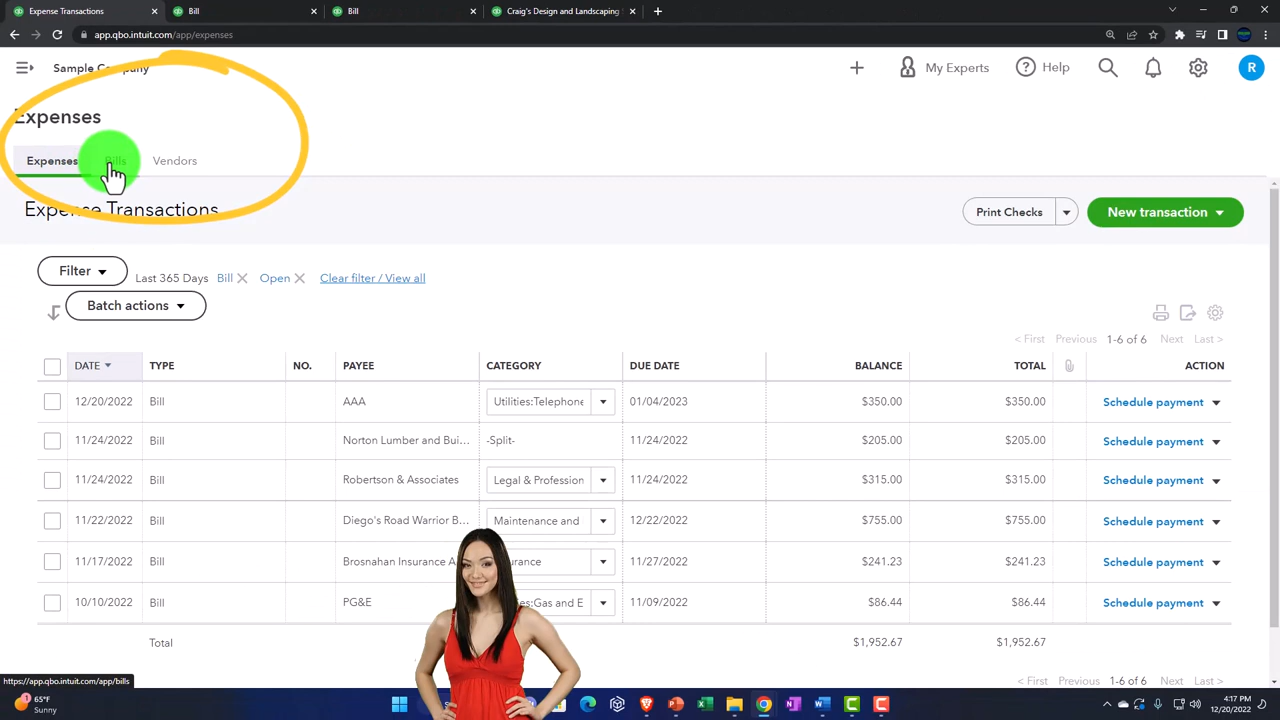 Expense Transactions
Bill
Bill
Craig's Design and Landscaping
app.qbo.intuit.com/app/expenses
Sample Company
My Experts
Help
R
Expenses
Expenses Bills Vendors
Expense Transactions
Print Checks
New transaction
Filter
Last 365 Days Bill Open Clear filter / View all
Batch actions
< First Previous 1-6 of 6 Next Last >
DATE TYPE NO. PAYEE CATEGORY DUE DATE BALANCE TOTAL ACTION
12/20/2022 Bill AAA Utilities:Telephone 01/04/2023 $350.00 $350.00 Schedule payment
11/24/2022 Bill Norton Lumber and Bui... -Split- 11/24/2022 $205.00 $205.00 Schedule payment
11/24/2022 Bill Robertson & Associates Legal & Profession 11/24/2022 $315.00 $315.00 Schedule payment
11/22/2022 Bill Diego's Road Warrior B... Maintenance and 12/22/2022 $755.00 $755.00 Schedule payment
11/17/2022 Bill Brosnahan Insurance A urance 11/27/2022 $241.23 $241.23 Schedule payment
10/10/2022 Bill PG&E es:Gas and E 11/09/2022 $86.44 $86.44 Schedule payment
Total $1,952.67 $1,952.67
https://app.qbo.intuit.com/app/bills
< First Previous 1-6 of 6 Next Last >
65°F
Sunny
4:17 PM
12/20/2022